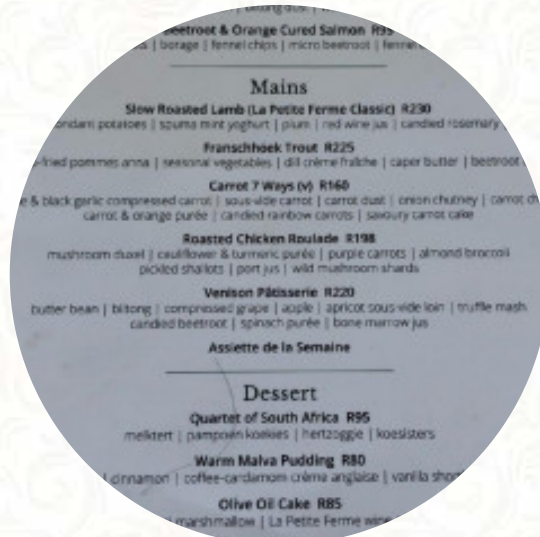 Beetroot & Orange Cured Salmon R95
| borage | fennel chips | micro beetroot | fennel
Mains
Slow Roasted Lamb (La Petite Ferme Classic) R230
fondant potatoes | spuma mint yoghurt | plum | red wine jus | candied rosemary
Franschhoek Trout R225
-fried pommes anna | seasonal vegetables | dill crème fraîche | caper butter | beetroot
Carrot 7 Ways (v) R160
& black garlic compressed carrot | sous-vide carrot | carrot dust | onion chutney | carrot
carrot & orange purée | candied rainbow carrots | savoury carrot cake
Roasted Chicken Roulade R198
mushroom duxel | cauliflower & turmeric purée | purple carrots | almond broccoli
pickled shallots | port jus | wild mushroom shards
Venison Pâtisserie R220
butter bean | biltong | compressed grape | apple | apricot sous-vide loin | truffle mash
candied beetroot | spinach purée | bone marrow jus
Assiette de la Semaine
Dessert
Quartet of South Africa R95
melktert | pampoen koekies | hertzoggie | koesisters
Warm Malva Pudding R80
| cinnamon | coffee-cardamom crème anglaise | vanilla
Olive Oil Cake R85
marshmallow | La Petite Ferme wine